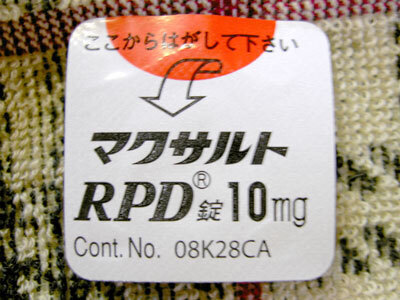 ここからはがして下さい
マクサルト
RPD®錠 10mg
Cont. No. 08K28CA